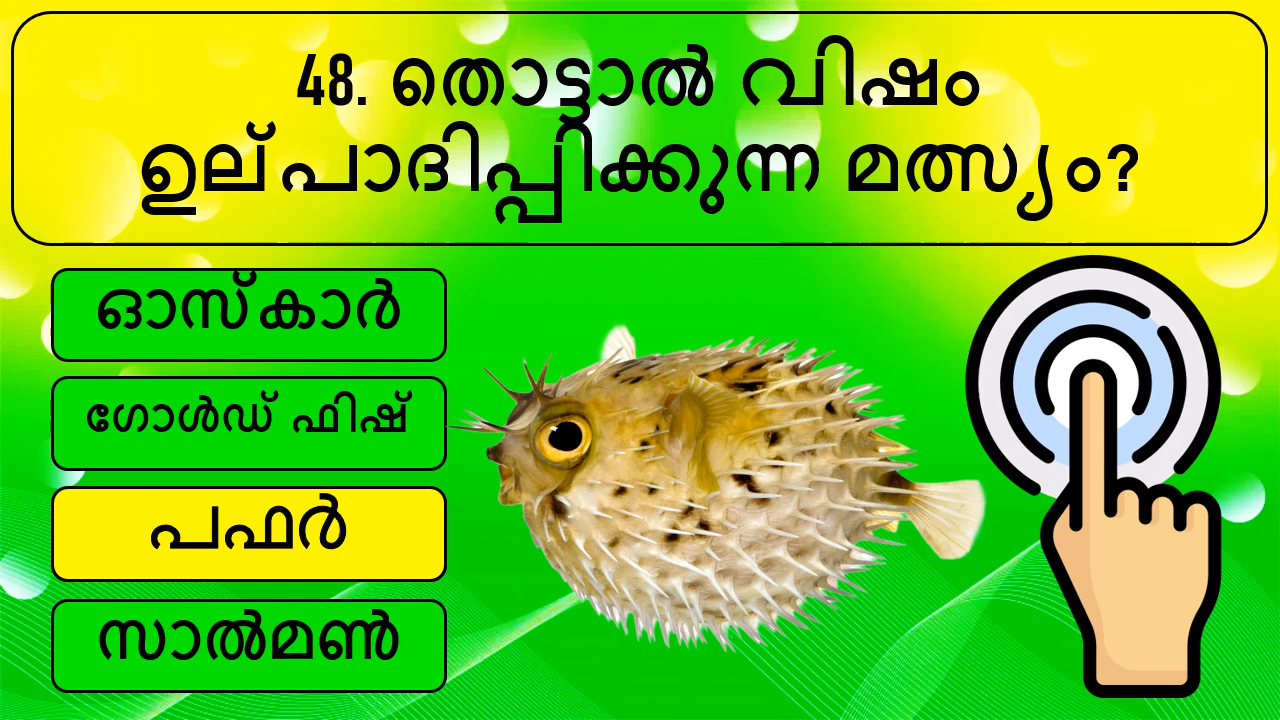 48. തൊട്ടാൽ വിഷം
ഉല്പാദിപ്പിക്കുന്ന മത്സ്യം?
ഓസ്കാർ
ഗോൾഡ് ഫിഷ്
പഫർ
സാൽമൺ